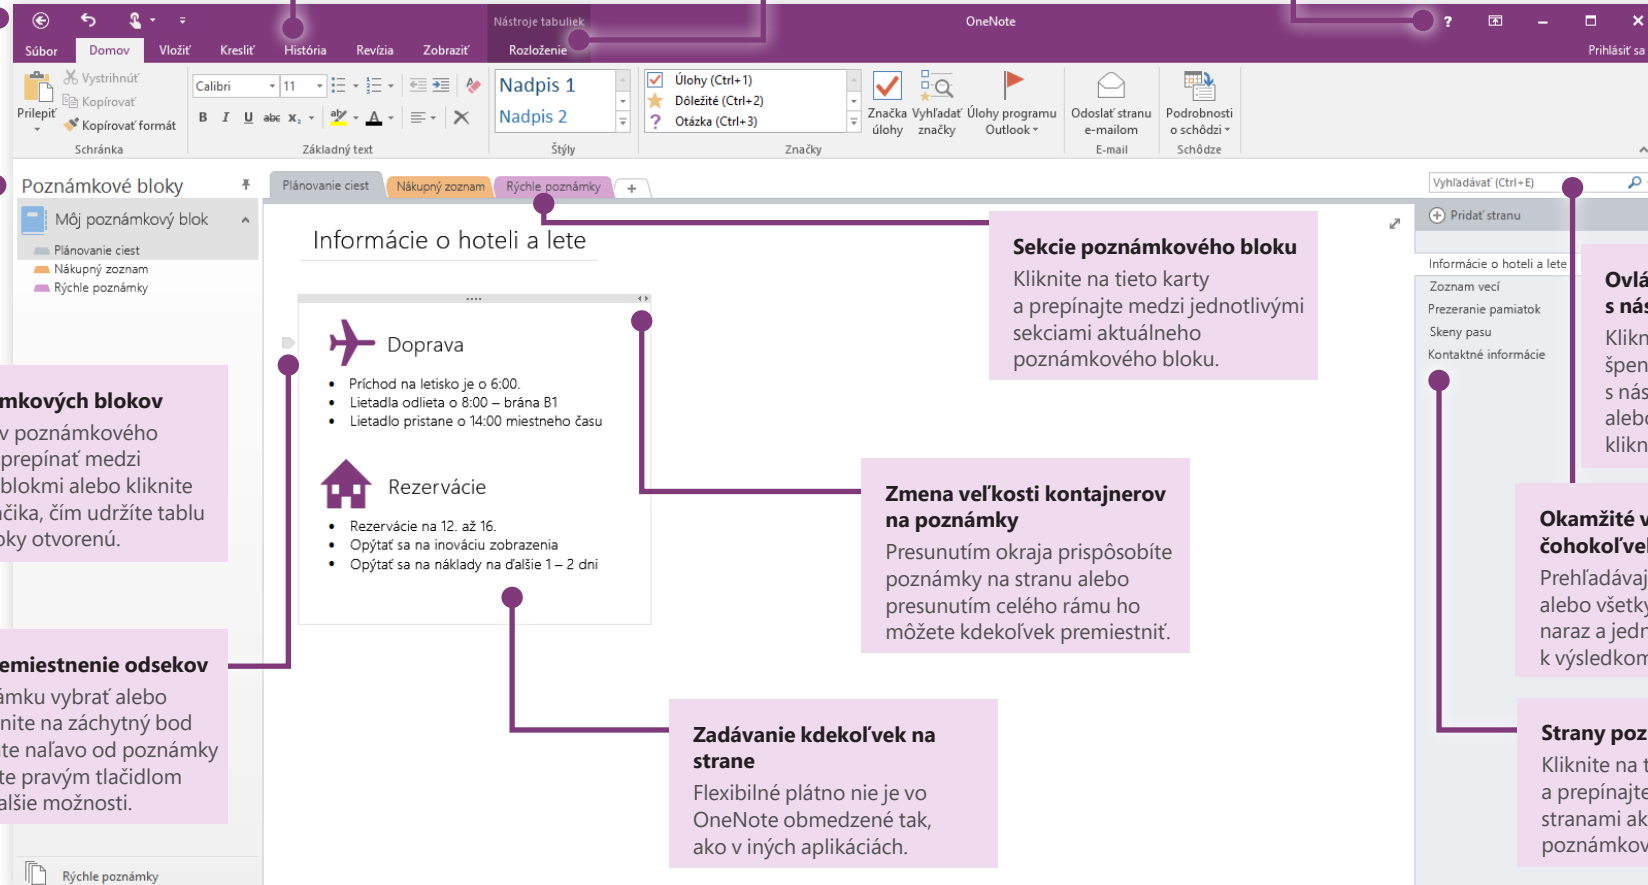 Nástroje tabuliek
OneNote
?
Súbor Domov Vložiť Kresliť História Revízia Zobraziť Rozloženie
Prihlásiť sa
Prilepiť
Vystrihnúť
Kopírovať
Kopírovať formát
Schránka
Calibri 11
B I U abc x₂ aby A
Základný text
Nadpis 1
Nadpis 2
Štýly
Úlohy (Ctrl+1)
Dôležité (Ctrl+2)
? Otázka (Ctrl+3)
Značka úlohy
Vyhľadať značky
Úlohy programu Outlook
Značky
Odoslať stranu e-mailom
E-mail
Podrobnosti o schôdzi
Schôdze
Poznámkové bloky
Môj poznámkový blok
Plánovanie ciest
Nákupný zoznam
Rýchle poznámky
Plánovanie ciest Nákupný zoznam Rýchle poznámky +
Vyhľadávať (Ctrl+E)
Pridať stranu
Informácie o hoteli a lete
Zoznam vecí
Prezeranie pamiatok
Skeny pasu
Kontaktné informácie
Informácie o hoteli a lete
Doprava
• Príchod na letisko je o 6:00.
• Lietadla odlieta o 8:00 – brána B1
• Lietadlo pristane o 14:00 miestneho času
Rezervácie
• Rezervácie na 12. až 16.
• Opýtať sa na inováciu zobrazenia
• Opýtať sa na náklady na ďalšie 1 – 2 dni
Sekcie poznámkového bloku
Kliknite na tieto karty
a prepínajte medzi jednotlivými
sekciami aktuálneho
poznámkového bloku.
Zmena veľkosti kontajnerov
na poznámky
Presunutím okraja prispôsobíte
poznámky na stranu alebo
presunutím celého rámu ho
môžete kdekoľvek premiestniť.
Zadávanie kdekoľvek na
strane
Flexibilné plátno nie je vo
OneNote obmedzené tak,
ako v iných aplikáciách.
mkových blokov
v poznámkového
prepínať medzi
blokmi alebo kliknite
čika, čím udržíte tablu
oky otvorenú.
emiestnenie odsekov
ámku vybrať alebo
nite na záchytný bod
te naľavo od poznámky
te pravým tlačidlom
alšie možnosti.
Ovlá
s nás
Klikn
špen
s nás
alebo
klikn
Okamžité v
čohokoľvek
Prehľadávaj
alebo všetky
naraz a jedn
k výsledkom
Strany poz
Kliknite na t
a prepínajte
stranami ak
poznámkov
Rýchle poznámky